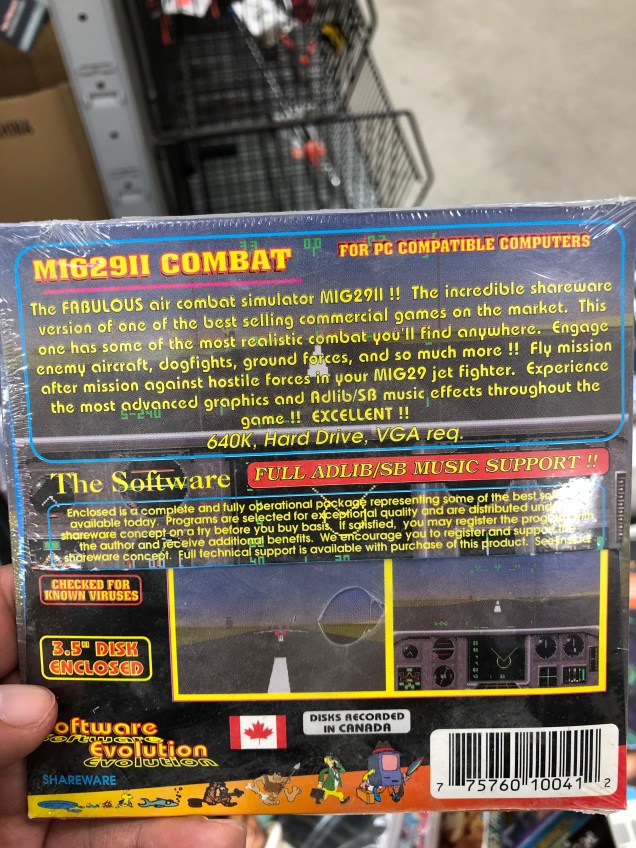 MIG29II COMBAT
FOR PC COMPATIBLE COMPUTERS
The FABULOUS air combat simulator MIG29II !! The incredible shareware
version of one of the best selling commercial games on the market. This
one has some of the most realistic combat you'll find anywhere. Engage
enemy aircraft, dogfights, ground forces, and so much more !! Fly mission
after mission against hostile forces in your MIG29 jet fighter. Experience
the most advanced graphics and Adlib/SB music effects throughout the
game !! EXCELLENT !!
640K, Hard Drive, VGA req.
The Software
FULL ADLIB/SB MUSIC SUPPORT !!
Enclosed is a complete and fully operational package representing some of the best
available today. Programs are selected for exceptional quality and are distributed
shareware concept on a try before you buy basis. If satisfied, you may register the
the author and receive additional benefits. We encourage you to register and
shareware concept. Full technical support is available with purchase of this product.
CHECKED FOR
KNOWN VIRUSES
3.5" DISK
ENCLOSED
oftware
Software
Evolution
Evolution
SHAREWARE
DISKS RECORDED
IN CANADA
7 75760 10041 2